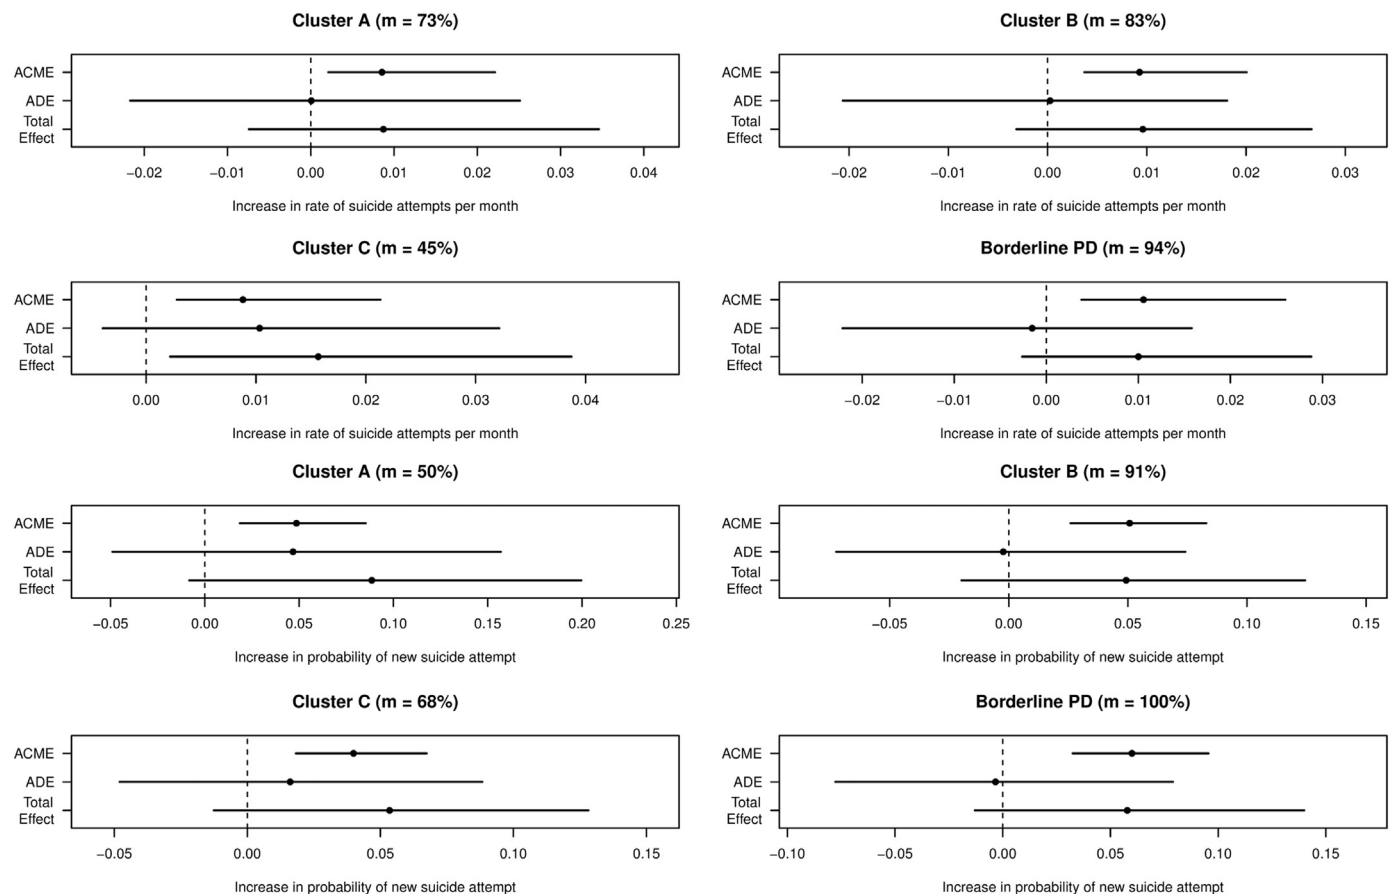 Cluster A (m = 73%)
ACME
ADE
Total
Effect
−0.02 −0.01 0.00 0.01 0.02 0.03 0.04
Increase in rate of suicide attempts per month
Cluster B (m = 83%)
ACME
ADE
Total
Effect
−0.02 −0.01 0.00 0.01 0.02 0.03
Increase in rate of suicide attempts per month
Cluster C (m = 45%)
ACME
ADE
Total
Effect
0.00 0.01 0.02 0.03 0.04
Increase in rate of suicide attempts per month
Borderline PD (m = 94%)
ACME
ADE
Total
Effect
−0.02 −0.01 0.00 0.01 0.02 0.03
Increase in rate of suicide attempts per month
Cluster A (m = 50%)
ACME
ADE
Total
Effect
−0.05 0.00 0.05 0.10 0.15 0.20 0.25
Increase in probability of new suicide attempt
Cluster B (m = 91%)
ACME
ADE
Total
Effect
−0.05 0.00 0.05 0.10 0.15
Increase in probability of new suicide attempt
Cluster C (m = 68%)
ACME
ADE
Total
Effect
−0.05 0.00 0.05 0.10 0.15
Increase in probability of new suicide attempt
Borderline PD (m = 100%)
ACME
ADE
Total
Effect
−0.10 −0.05 0.00 0.05 0.10 0.15
Increase in probability of new suicide attempt